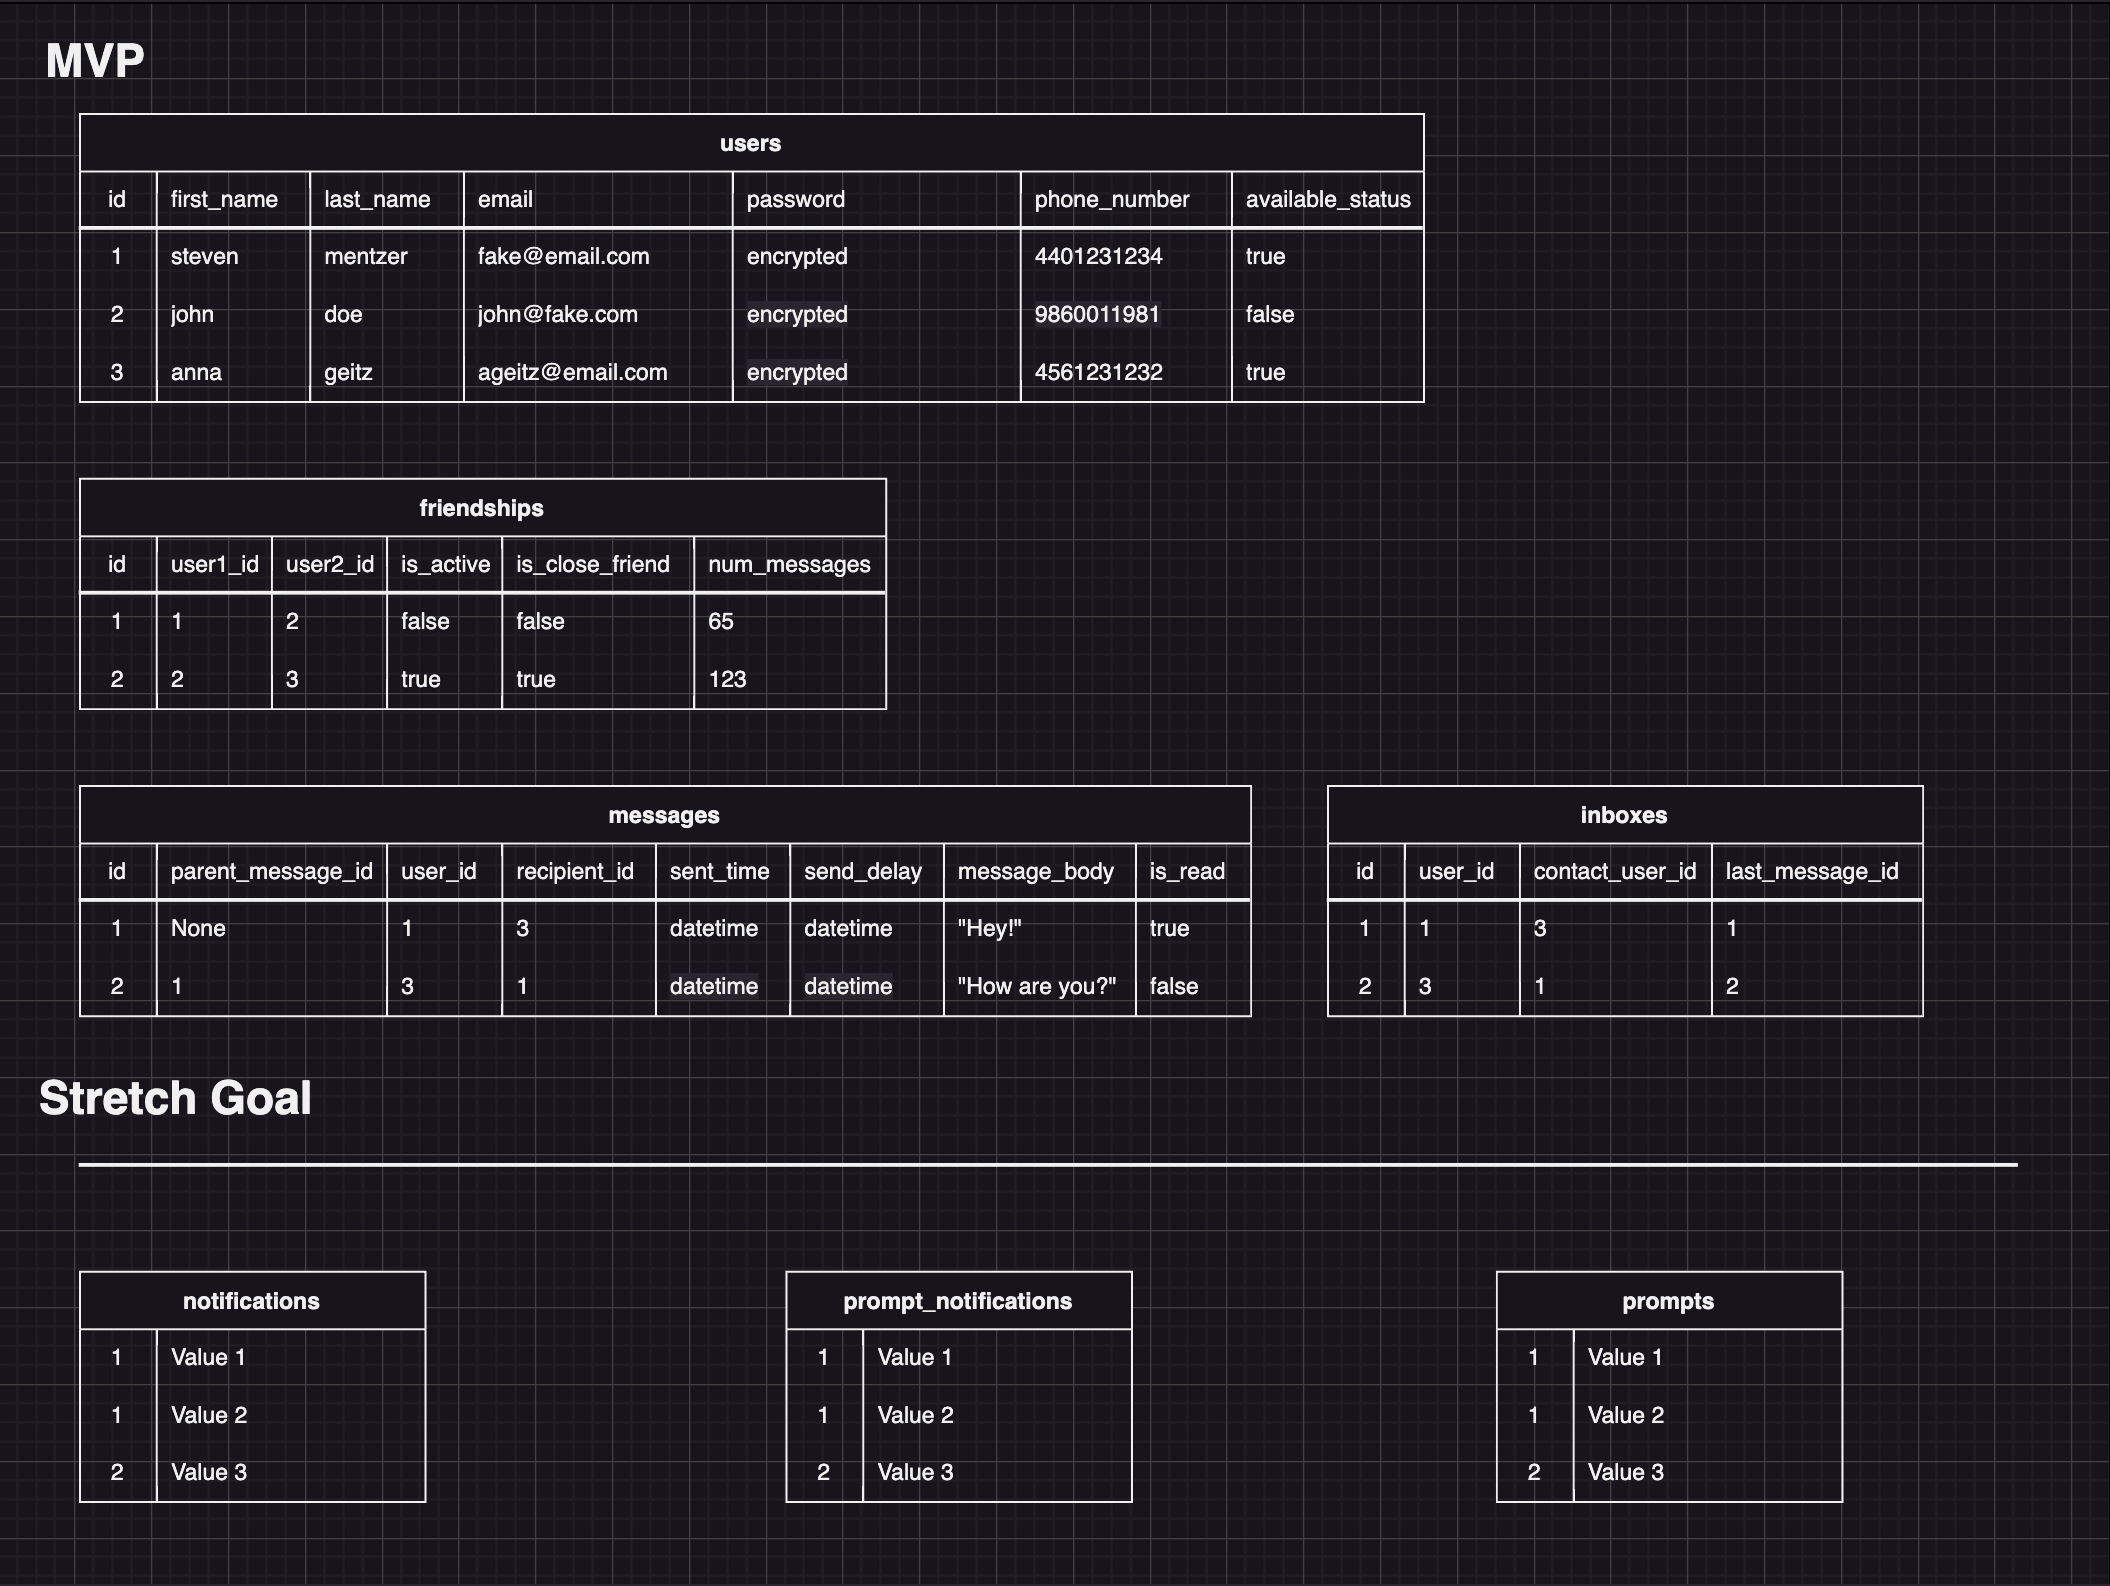 MVP
users
id first_name last_name email password phone_number available_status
1 steven mentzer fake@email.com encrypted 4401231234 true
2 john doe john@fake.com encrypted 9860011981 false
3 anna geitz ageitz@email.com encrypted 4561231232 true
friendships
id user1_id user2_id is_active is_close_friend num_messages
1 1 2 false false 65
2 2 3 true true 123
messages
id parent_message_id user_id recipient_id sent_time send_delay message_body is_read
1 None 1 3 datetime datetime "Hey!" true
2 1 3 1 datetime datetime "How are you?" false
inboxes
id user_id contact_user_id last_message_id
1 1 3 1
2 3 1 2
Stretch Goal
notifications
1 Value 1
1 Value 2
2 Value 3
prompt_notifications
1 Value 1
1 Value 2
2 Value 3
prompts
1 Value 1
1 Value 2
2 Value 3